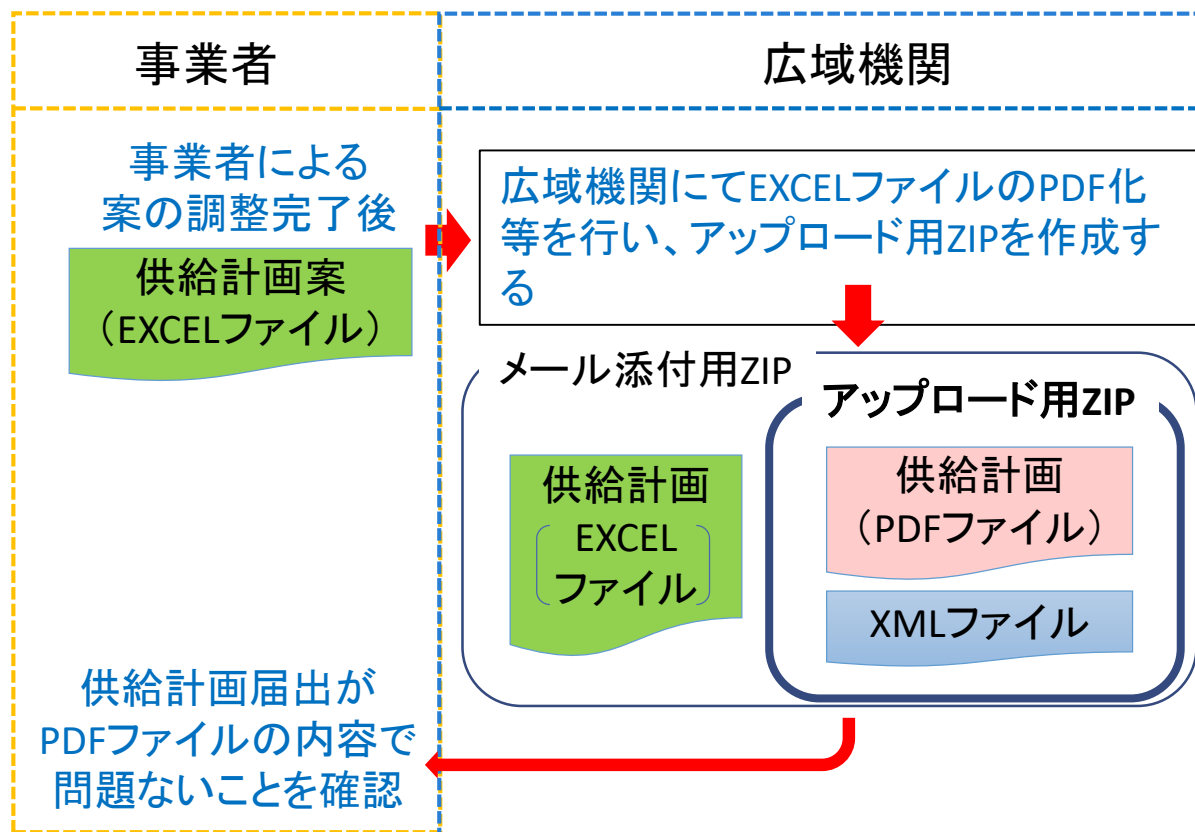 事業者
広域機関
事業者による
案の調整完了後
供給計画案
（EXCELファイル）
広域機関にてEXCELファイルのPDF化
等を行い、アップロード用ZIPを作成す
る
メール添付用ZIP
アップロード用ZIP
供給計画
EXCEL
ファイル
供給計画
（PDFファイル）
XMLファイル
供給計画届出が
PDFファイルの内容で
問題ないことを確認